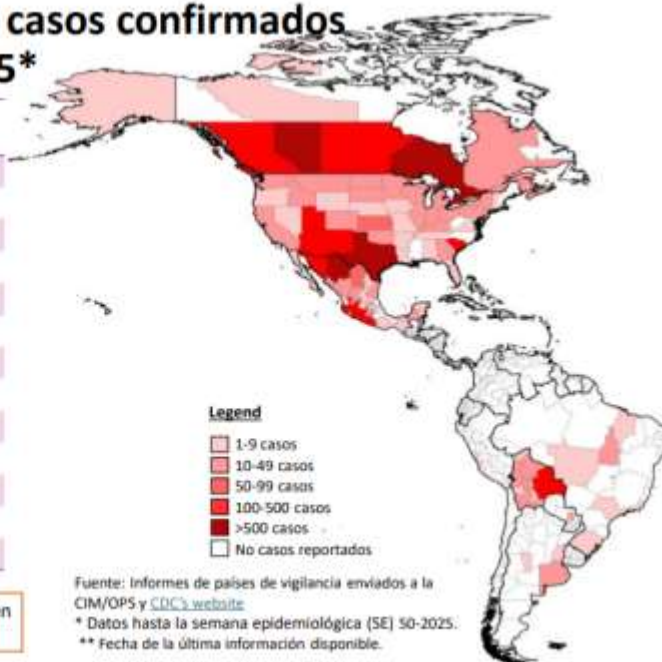 casos confirmados
5*
Legend
1-9 casos
10-49 casos
50-99 casos
100-500 casos
>500 casos
No casos reportados
Fuente: Informes de países de vigilancia enviados a la
CIM/OPS y CDC's website
* Datos hasta la semana epidemiológica (SE) 50-2025.
** Fecha de la última información disponible.